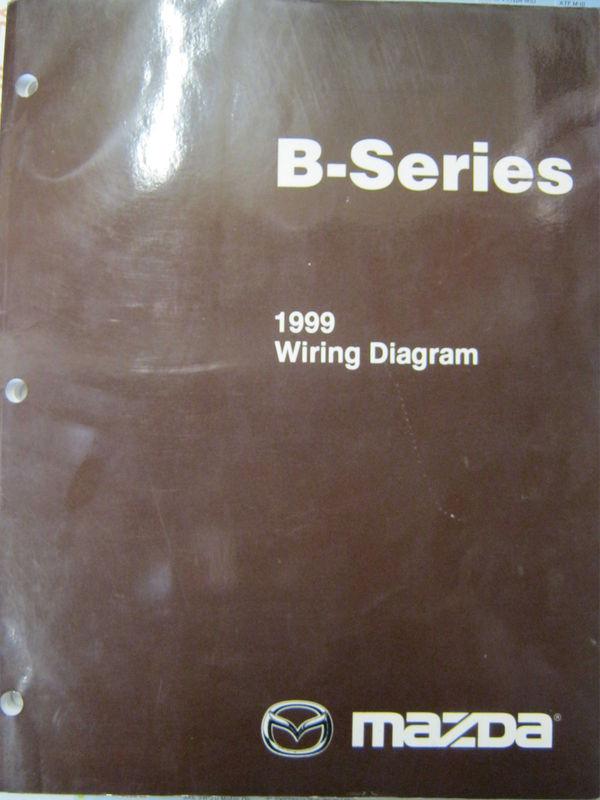 B-Series
1999
Wiring Diagram
mazda®